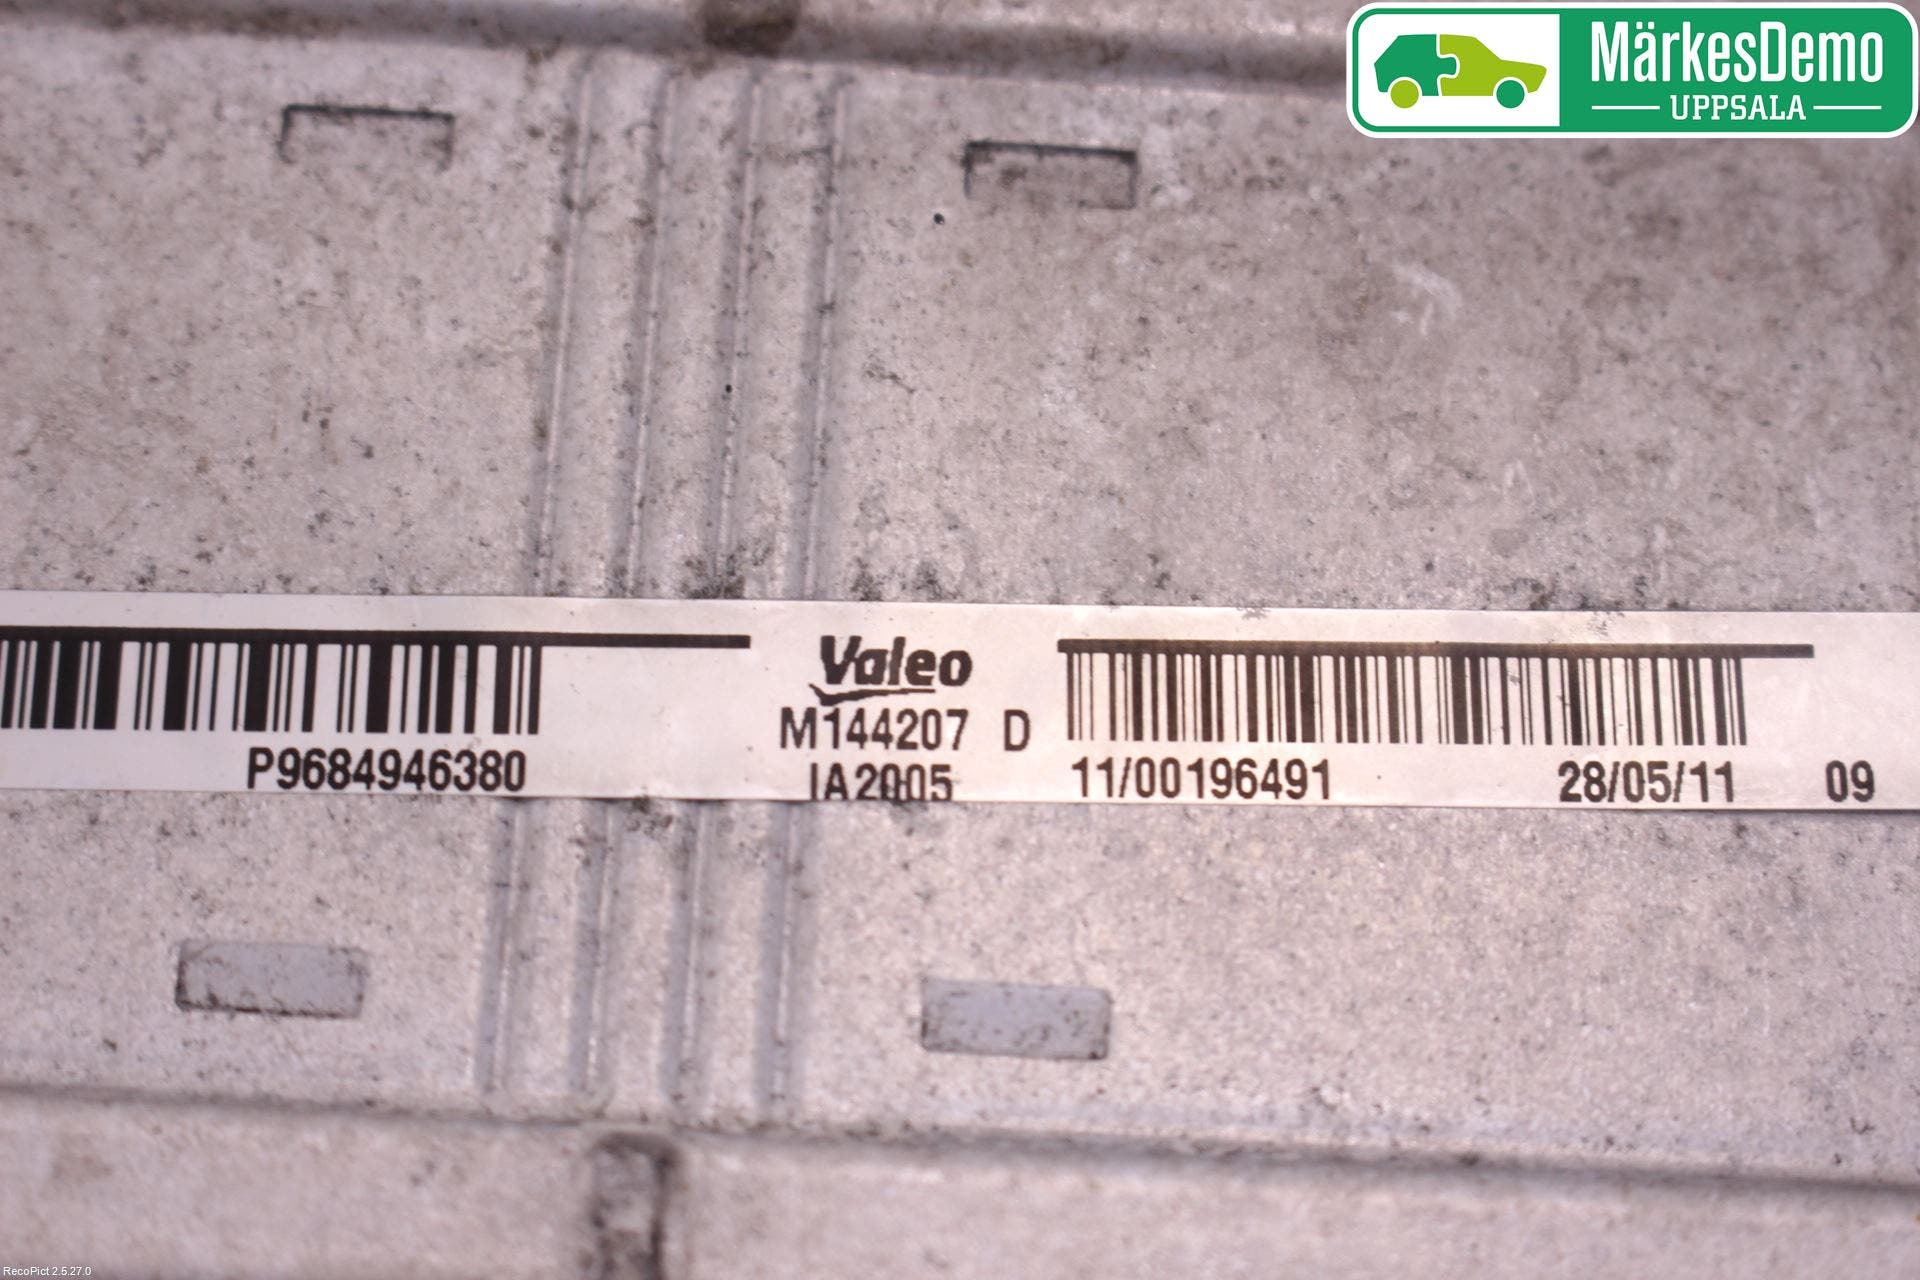 MärkesDemo
UPPSALA
Valeo
M144207 D
P9684946380
IA2005
11/00196491
28/05/11
09
RecoPict 2.5.27.0